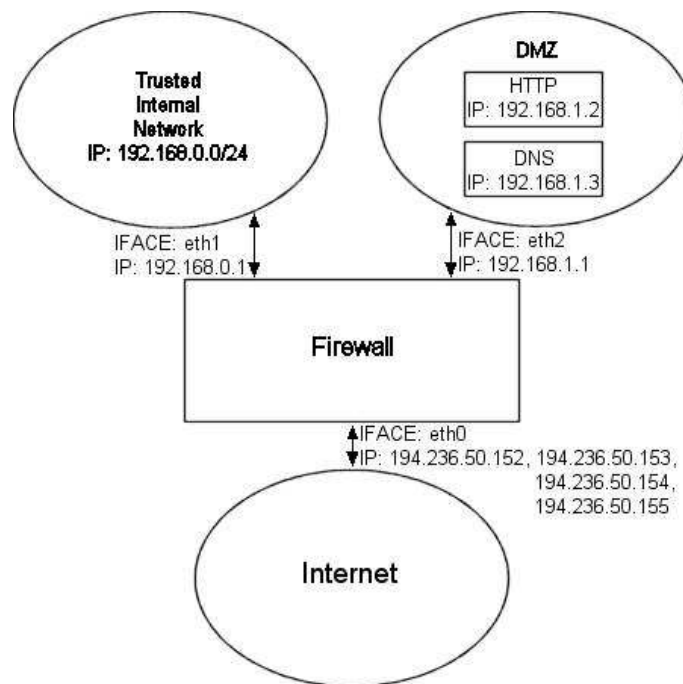 Trusted
Internal
Network
IP: 192.168.0.0/24
DMZ
HTTP
IP: 192.168.1.2
DNS
IP: 192.168.1.3
IFACE: eth1
IP: 192.168.0.1
IFACE: eth2
IP: 192.168.1.1
Firewall
IFACE: eth0
IP: 194.236.50.152, 194.236.50.153,
194.236.50.154,
194.236.50.155
Internet